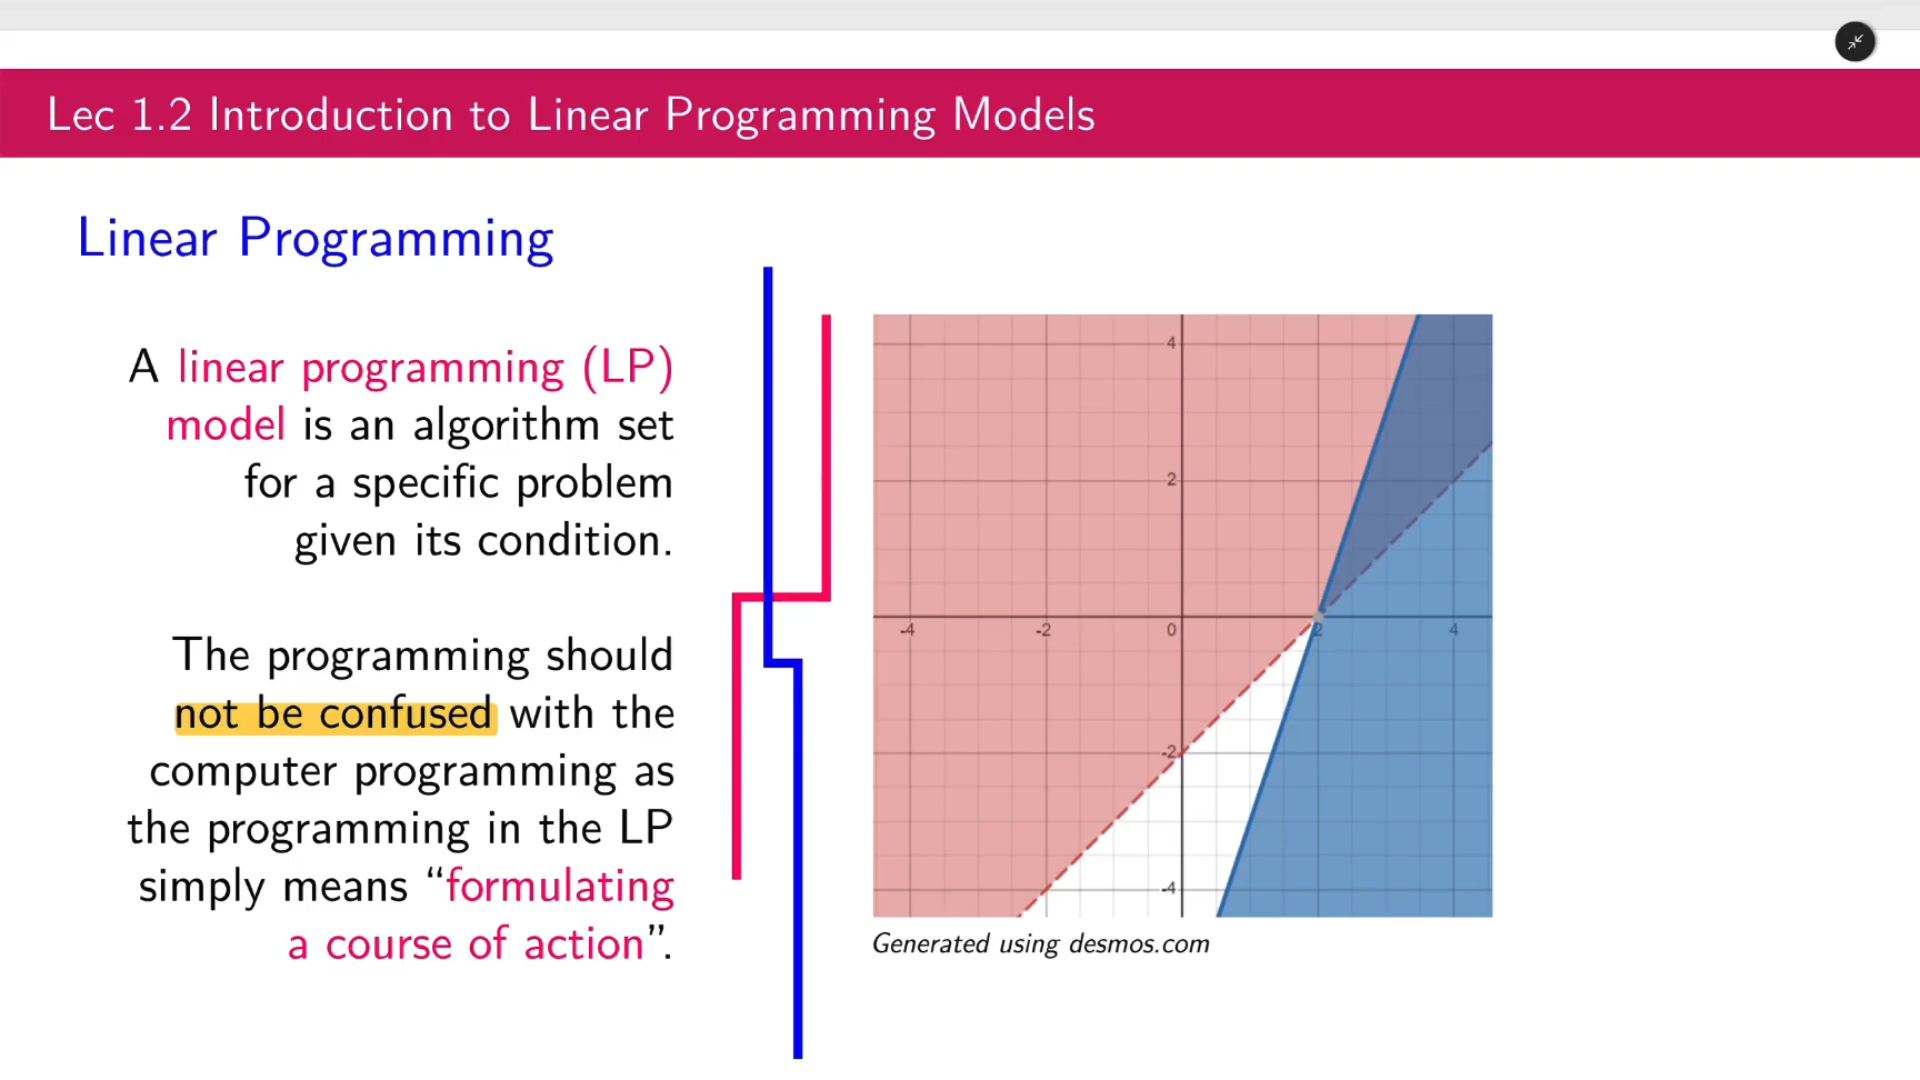 Lec 1.2 Introduction to Linear Programming Models
Linear Programming
A linear programming (LP)
model is an algorithm set
for a specific problem
given its condition.
The programming should
not be confused with the
computer programming as
the programming in the LP
simply means “formulating
a course of action”.
4
2
-4
-2
0
2
4
-2
-4
Generated using desmos.com